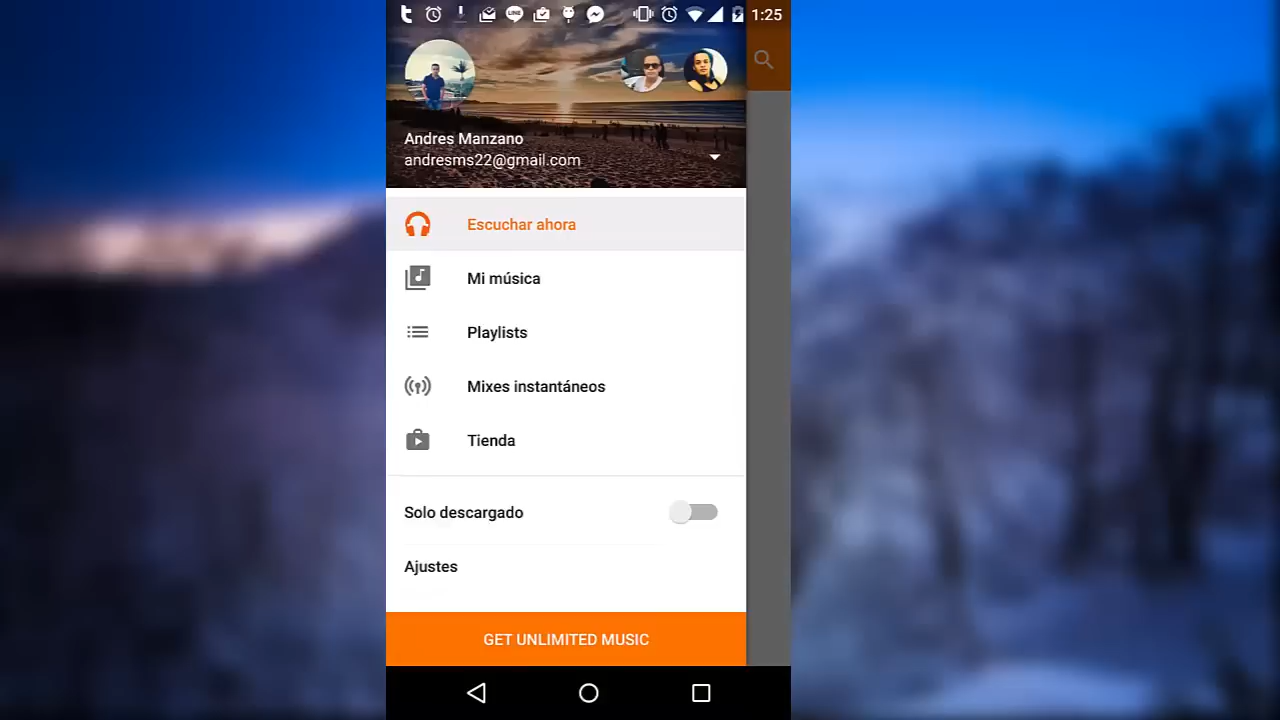 1:25
Andres Manzano
andresms22@gmail.com
Escuchar ahora
Mi música
Playlists
Mixes instantáneos
Tienda
Solo descargado
Ajustes
GET UNLIMITED MUSIC